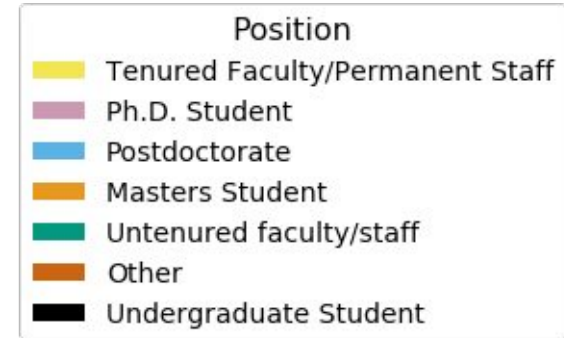 Position
Tenured Faculty/Permanent Staff
Ph.D. Student
Postdoctorate
Masters Student
Untenured faculty/staff
Other
Undergraduate Student